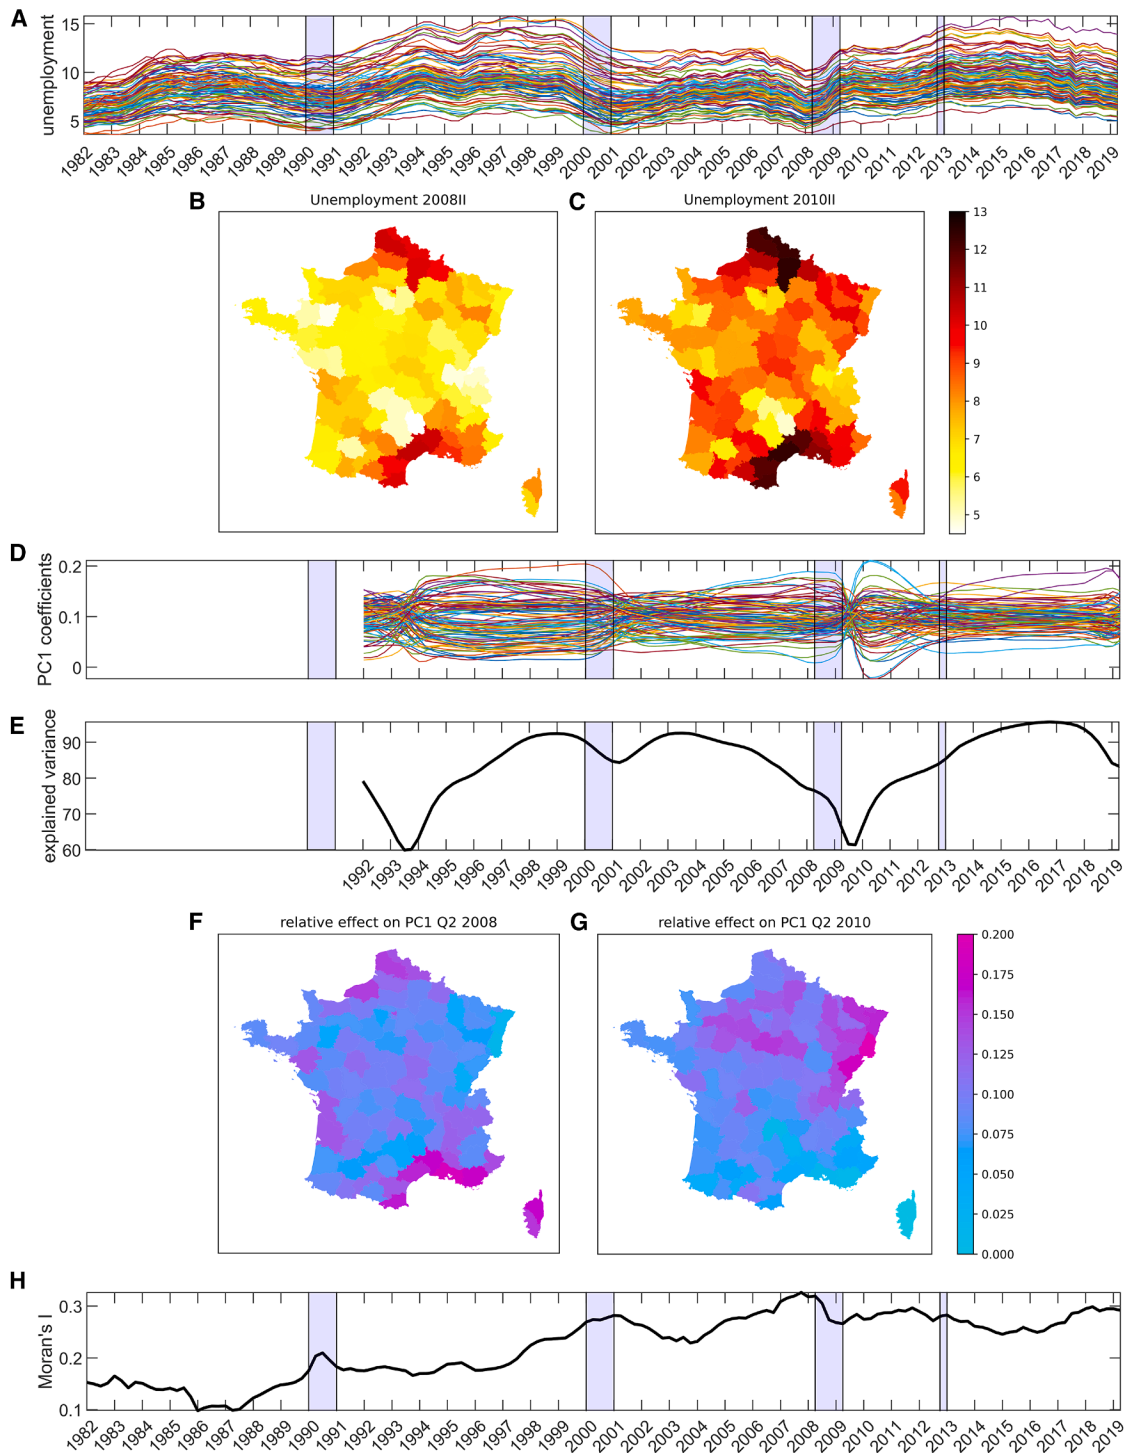 A
unemployment
15
10
5
1982 1983 1984 1985 1986 1987 1988 1989 1990 1991 1992 1993 1994 1995 1996 1997 1998 1999 2000 2001 2002 2003 2004 2005 2006 2007 2008 2009 2010 2011 2012 2013 2014 2015 2016 2017 2018 2019
B
Unemployment 2008II
C
Unemployment 2010II
13
12
11
10
9
8
7
6
5
D
PC1 coefficients
0.2
0.1
0
E
explained variance
90
80
70
60
1992 1993 1994 1995 1996 1997 1998 1999 2000 2001 2002 2003 2004 2005 2006 2007 2008 2009 2010 2011 2012 2013 2014 2015 2016 2017 2018 2019
F
relative effect on PC1 Q2 2008
G
relative effect on PC1 Q2 2010
0.200
0.175
0.150
0.125
0.100
0.075
0.050
0.025
0.000
H
Moran's I
0.3
0.2
0.1
1982 1983 1984 1985 1986 1987 1988 1989 1990 1991 1992 1993 1994 1995 1996 1997 1998 1999 2000 2001 2002 2003 2004 2005 2006 2007 2008 2009 2010 2011 2012 2013 2014 2015 2016 2017 2018 2019